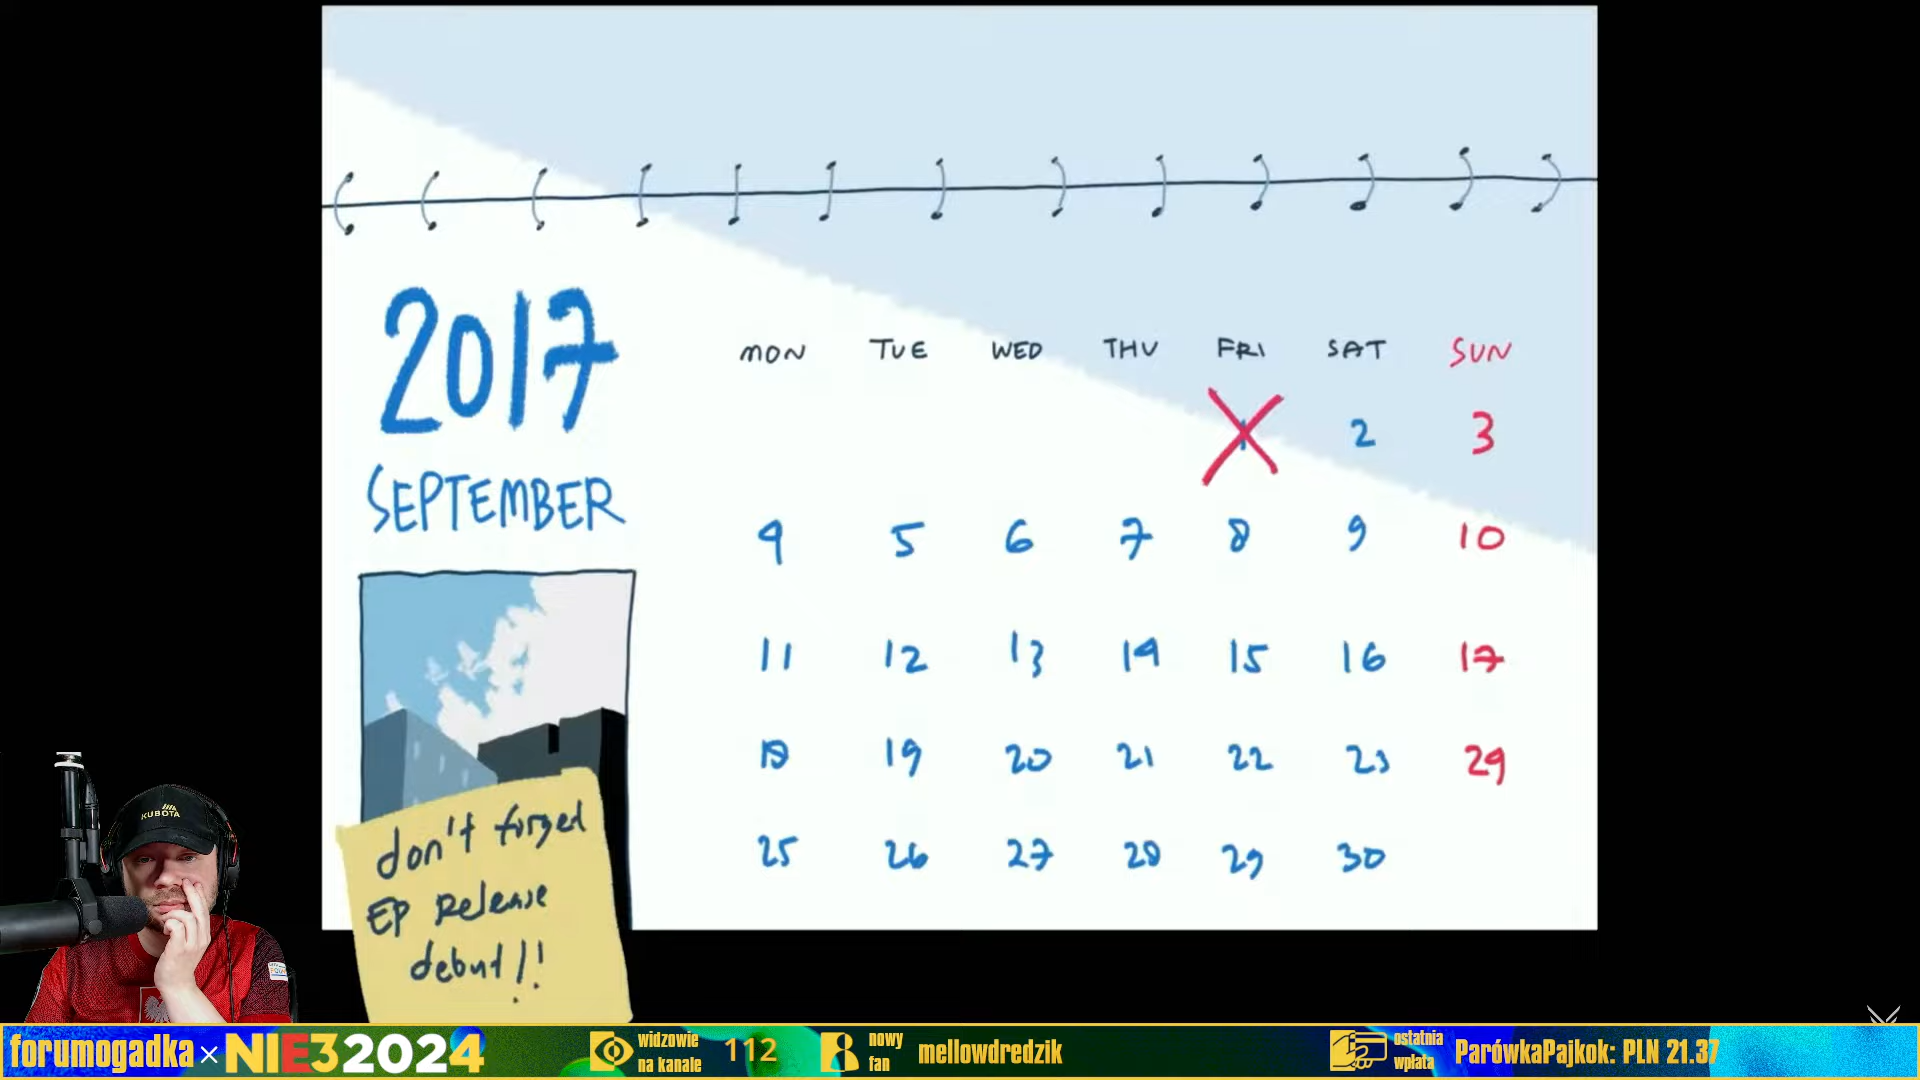 2017
SEPTEMBER
MON TUE WED THU FRI SAT SUN
1 2 3
4 5 6 7 8 9 10
11 12 13 14 15 16 17
18 19 20 21 22 23 24
25 26 27 28 29 30
don't forget
EP Release
debut!!
KUBOTA
forumogadka × NIE32024
widzowie
na kanale
112
nowy
fan
mellowdredzik
ostatnia
wpłata
ParówkaPajkok: PLN 21.37